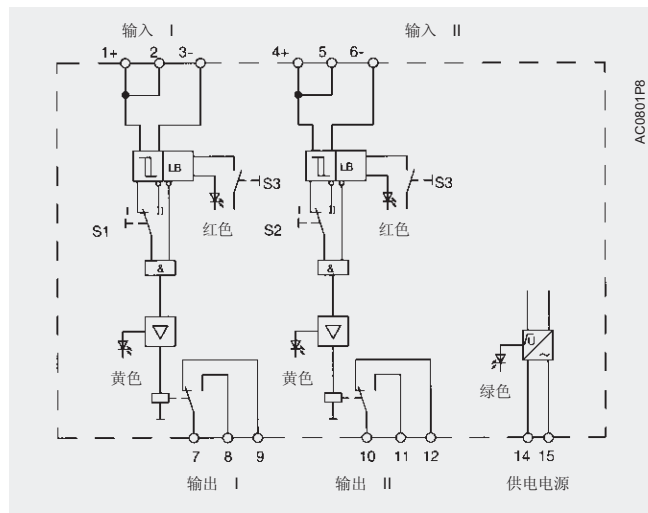 输入 I 输入 II
1+ 2 3- 4+ 5 6-
AC0801P8
LB LB
S3 S3
I II I II
S1 红色 S2 红色
& &
U
~
黄色 黄色 绿色
7 8 9 10 11 12 14 15
输出 I 输出 II 供电电源